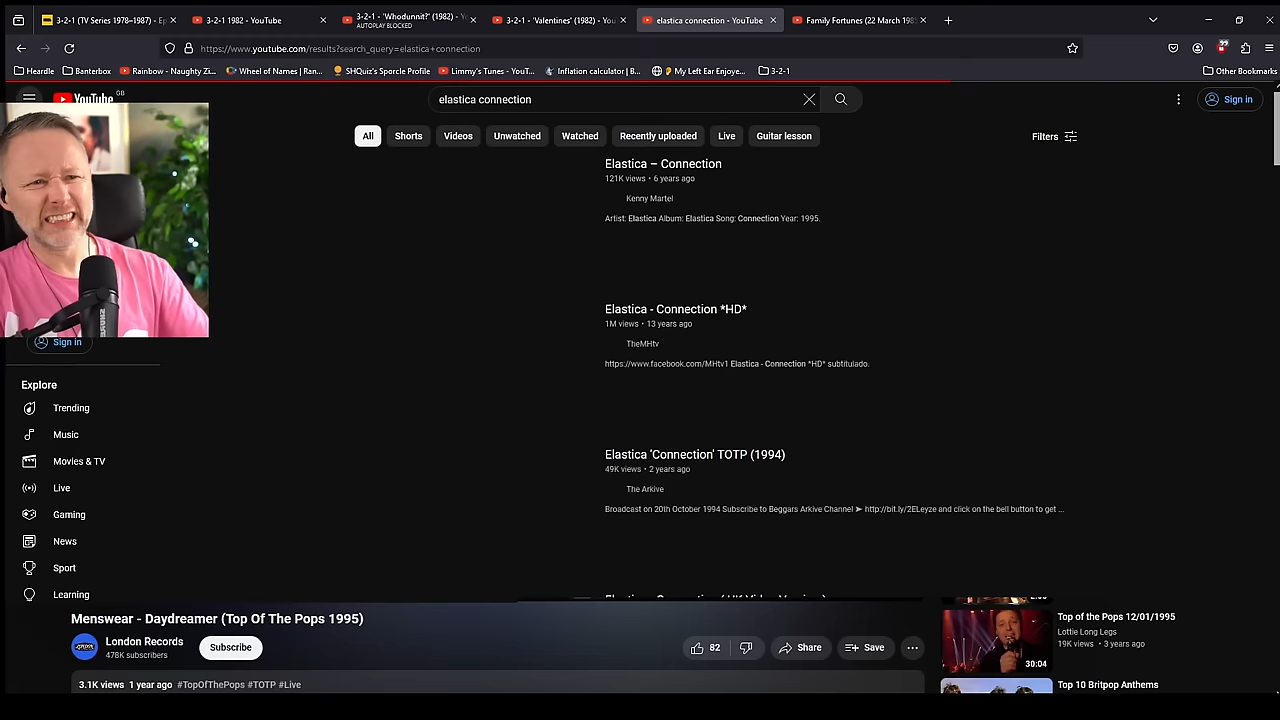 3-2-1 (TV Series 1978–1987) - Ep
3-2-1 1982 - YouTube
3-2-1 - 'Whodunnit?' (1982) - Y
AUTOPLAY BLOCKED
3-2-1 - 'Valentines' (1982) - You
elastica connection - YouTube
Family Fortunes (22 March 198
https://www.youtube.com/results?search_query=elastica+connection
Heardle
Banterbox
Rainbow - Naughty Zi...
Wheel of Names | Ran...
SHQuiz's Sporcle Profile
Limmy's Tunes - YouT...
Inflation calculator | B...
My Left Ear Enjoye...
3-2-1
Other Bookmarks
YouTube GB
elastica connection
Sign in
All
Shorts
Videos
Unwatched
Watched
Recently uploaded
Live
Guitar lesson
Filters
Elastica – Connection
121K views • 6 years ago
Kenny Martel
Artist: Elastica Album: Elastica Song: Connection Year: 1995.
Elastica - Connection *HD*
1M views • 13 years ago
TheMHtv
https://www.facebook.com/MHtv1 Elastica - Connection *HD* subtitulado.
Sign in
Explore
Trending
Music
Movies & TV
Live
Gaming
News
Sport
Learning
Elastica 'Connection' TOTP (1994)
49K views • 2 years ago
The Arkive
Broadcast on 20th October 1994 Subscribe to Beggars Arkive Channel ➤ http://bit.ly/2ELeyze and click on the bell button to get ...
Menswear - Daydreamer (Top Of The Pops 1995)
London Records
478K subscribers
Subscribe
82
Share
Save
3.1K views 1 year ago #TopOfThePops #TOTP #Live
Top of the Pops 12/01/1995
Lottie Long Legs
19K views • 3 years ago
30:04
Top 10 Britpop Anthems